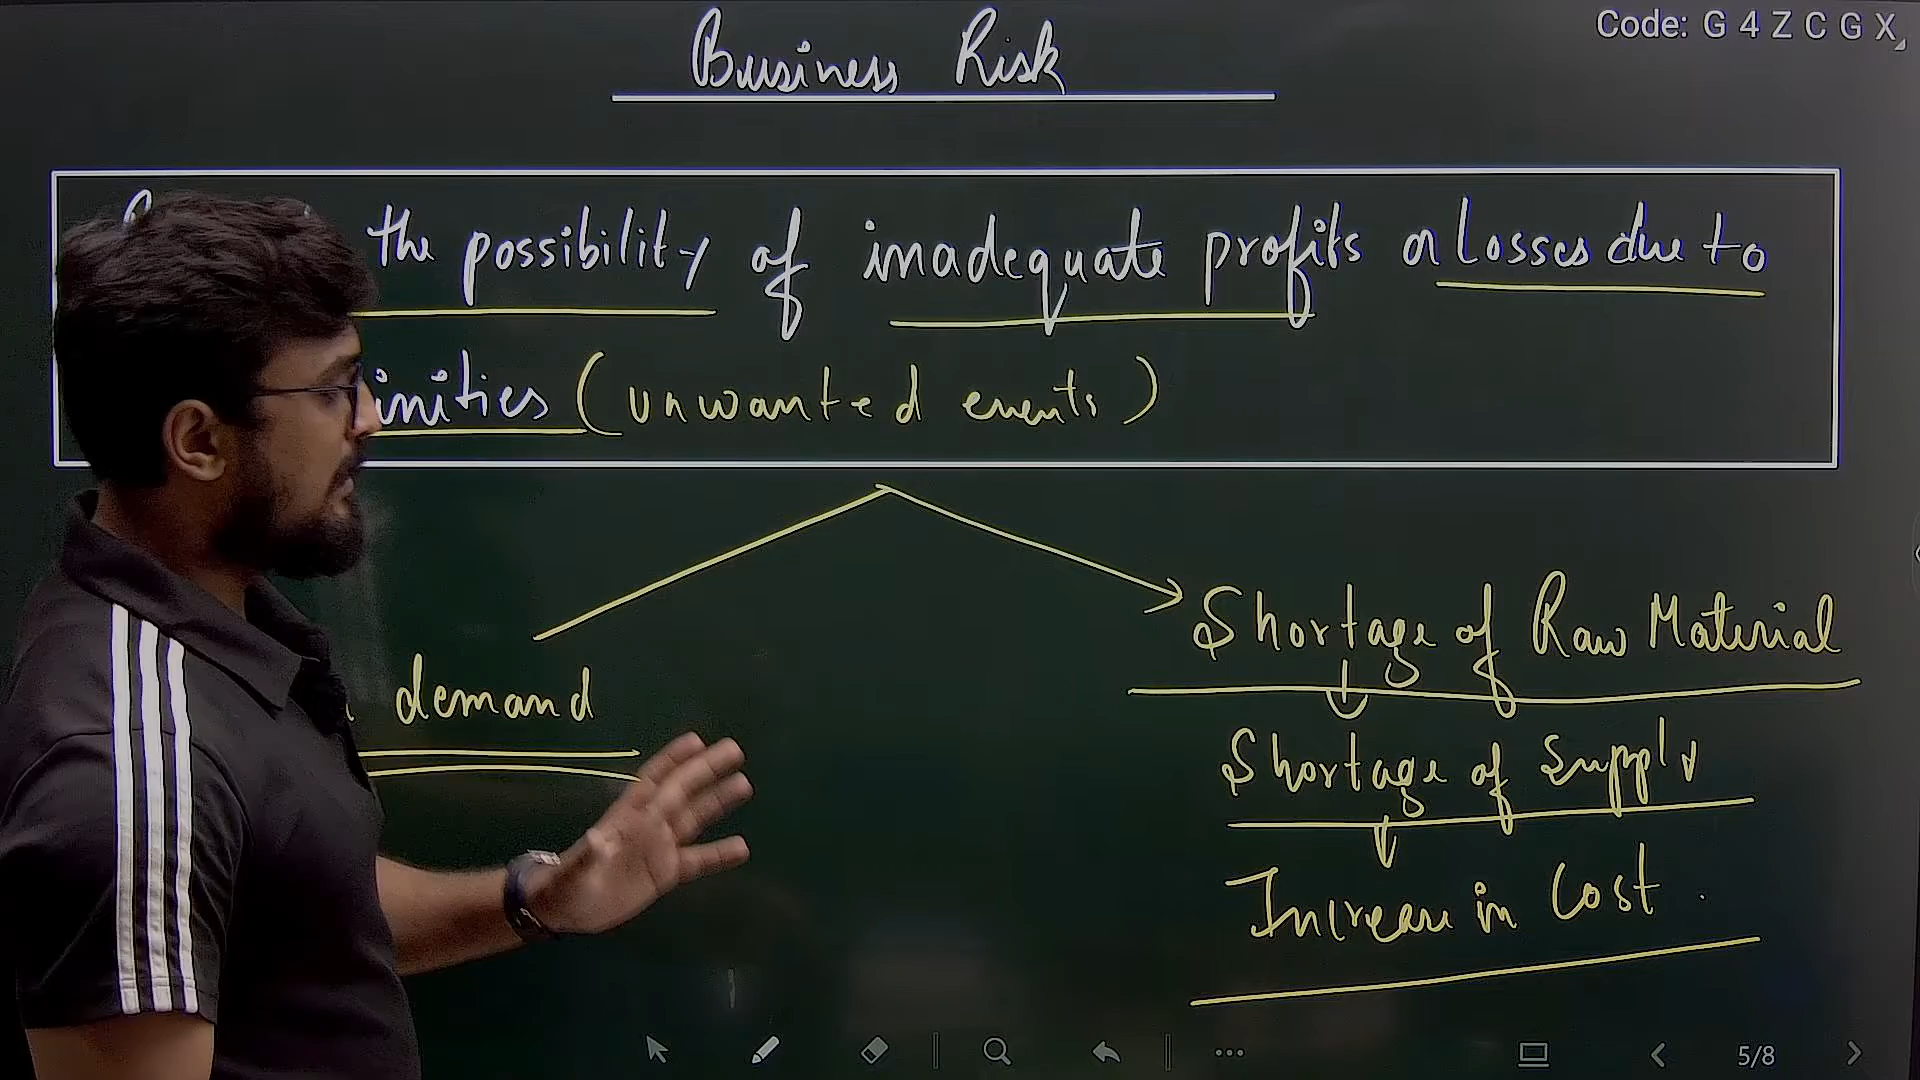 Code: G 4 Z C G X
Business Risk
the possibility of inadequate profits or Losses due to
inities (unwanted events)
Shortage of Raw Material
demand
Shortage of Supply
Increase in Cost.
5/8